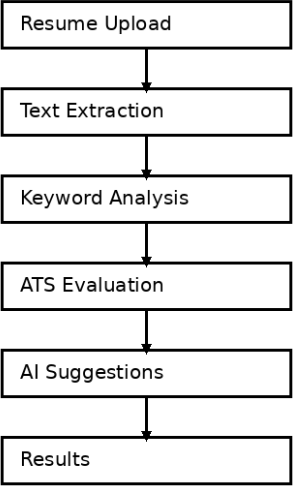 Resume Upload
Text Extraction
Keyword Analysis
ATS Evaluation
AI Suggestions
Results